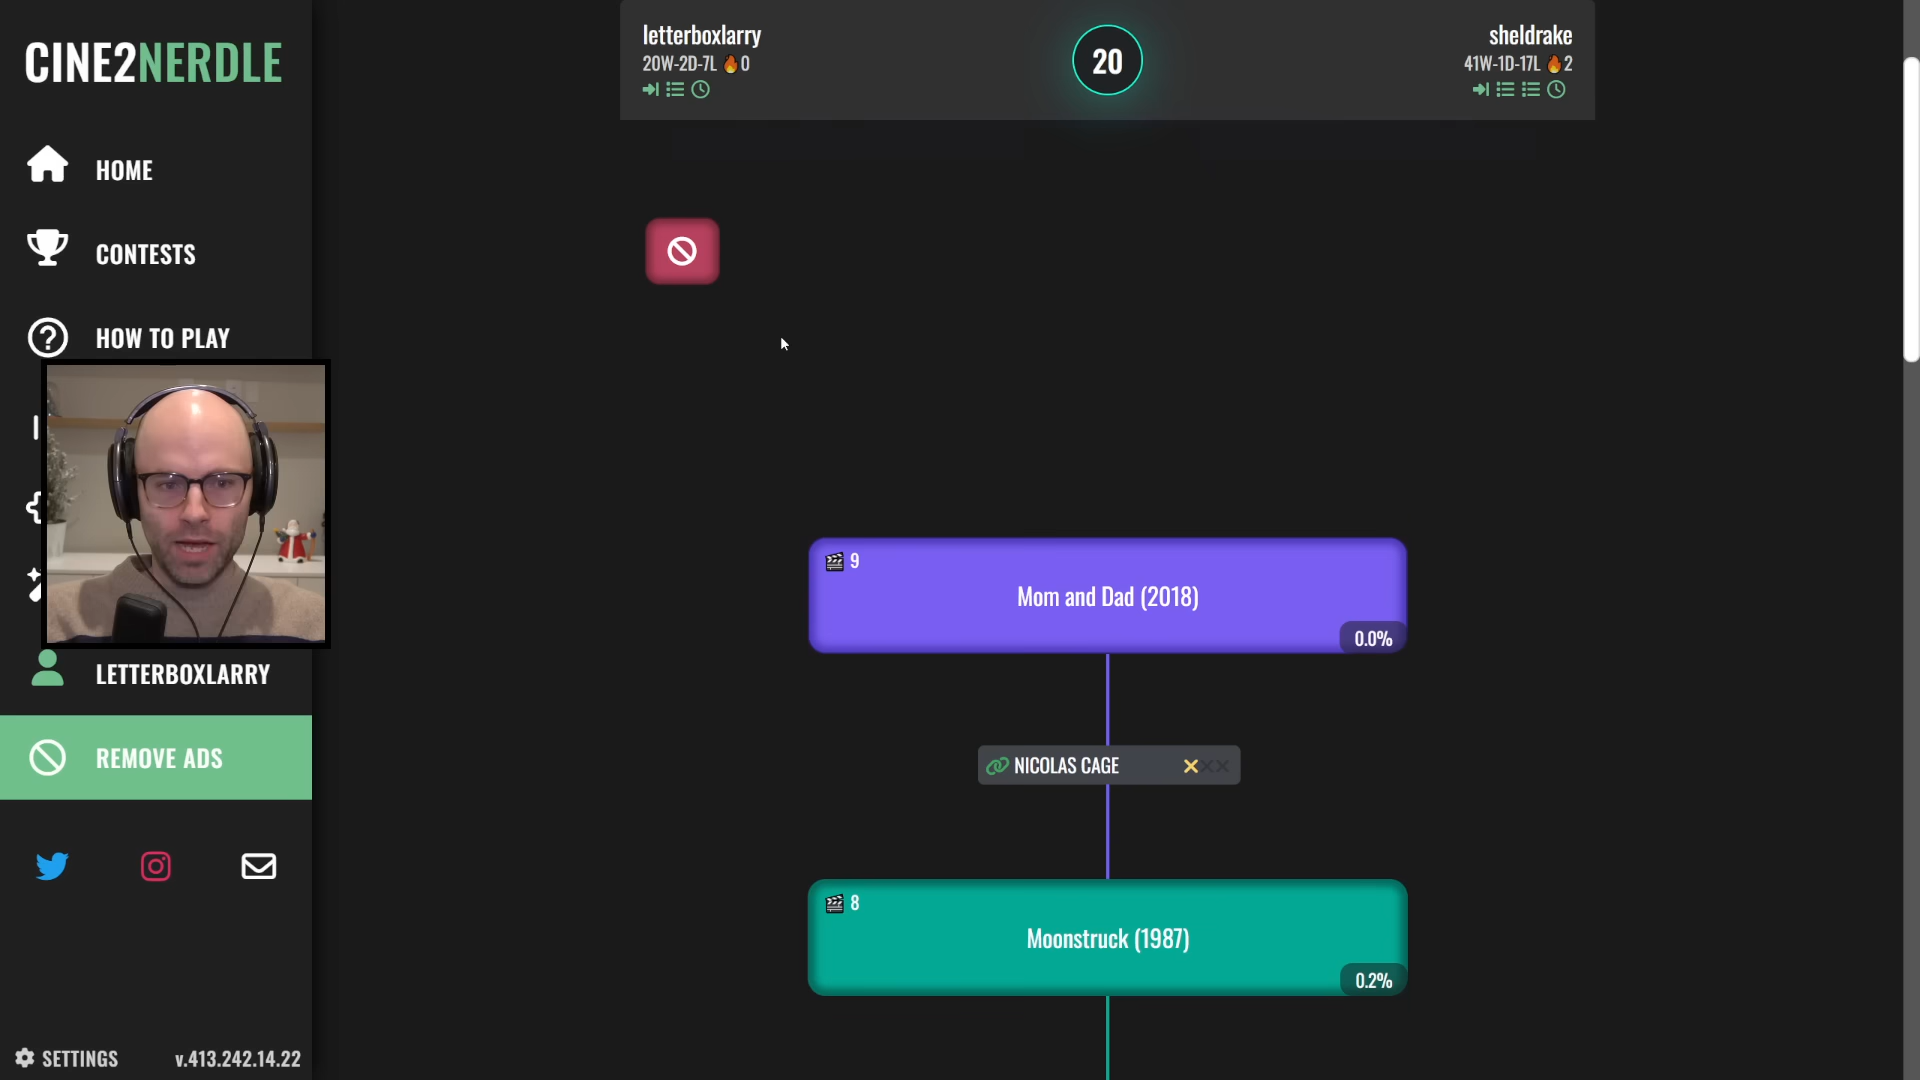 CINE2NERDLE
HOME
CONTESTS
HOW TO PLAY
LETTERBOXLARRY
REMOVE ADS
SETTINGS
v.413.242.14.22
letterboxlarry
20W-2D-7L 🔥0
20
sheldrake
41W-1D-17L 🔥2
🎬 9
Mom and Dad (2018)
0.0%
NICOLAS CAGE
🎬 8
Moonstruck (1987)
0.2%